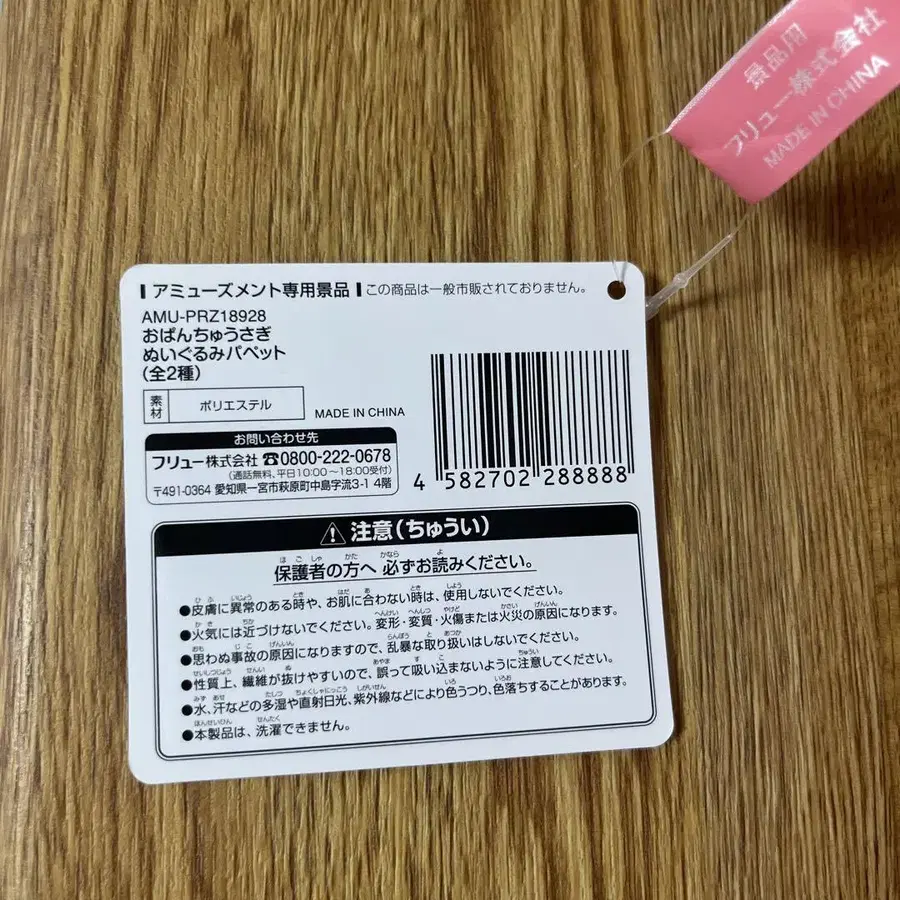 景品用
フリュー株式会社
MADE IN CHINA
アミューズメント専用景品 この商品は一般市販されておりません。
AMU-PRZ18928
おぱんちゅうさぎ
ぬいぐるみパペット
(全2種)
素材 ポリエステル MADE IN CHINA
お問い合わせ先
フリュー株式会社 ☎0800-222-0678
(通話無料、平日10:00～18:00受付)
〒491-0364 愛知県一宮市萩原町中島字流3-1 4階
4 582702 288888
⚠ 注意(ちゅうい)
保護者の方へ 必ずお読みください。
●皮膚に異常のある時や、お肌に合わない時は、使用しないでください。
●火気には近づけないでください。変形・変質・火傷または火災の原因になります。
●思わぬ事故の原因になりますので、乱暴な取り扱いはしないでください。
●性質上、繊維が抜けやすいので、誤って吸い込まないように注意してください。
●水、汗などの多湿や直射日光、紫外線などにより色うつり、色落ちすることがあります。
●本製品は、洗濯できません。